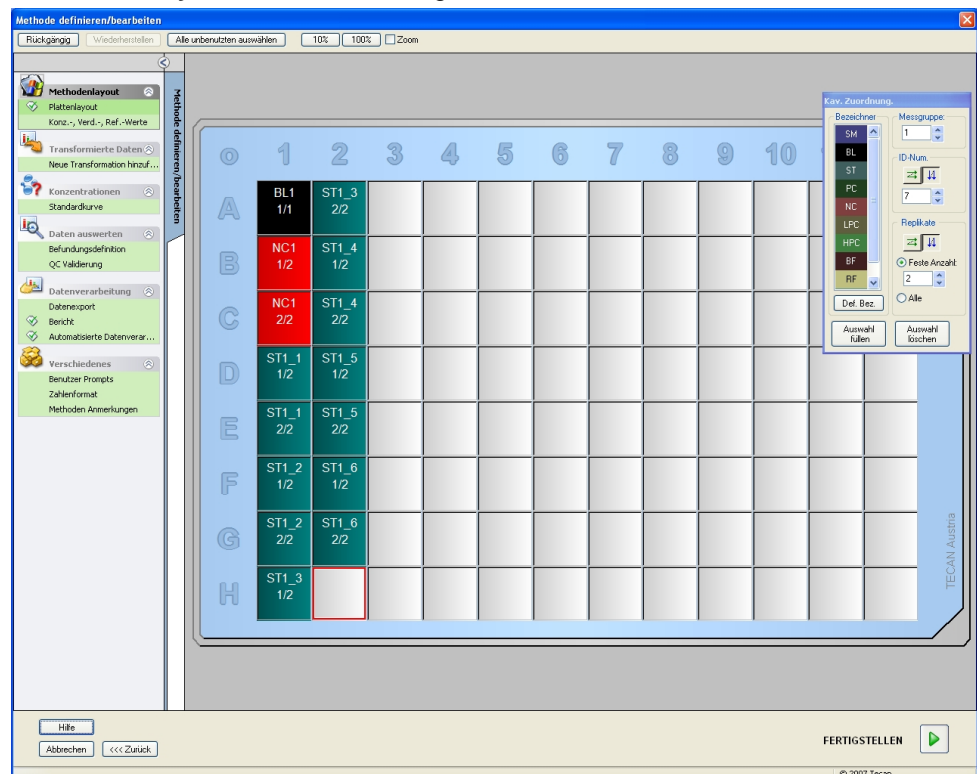 Methode definieren/bearbeiten
Rückgängig Wiederherstellen Alle unbenutzten auswählen 10% 100% Zoom
Methodenlayout
Plattenlayout
Konz.-, Verd.-, Ref.-Werte
Transformierte Daten
Neue Transformation hinzuf...
Konzentrationen
Standardkurve
Daten auswerten
Befundungsdefinition
QC Validierung
Datenverarbeitung
Datenexport
Bericht
Automatisierte Datenverar...
Verschiedenes
Benutzer Prompts
Zahlenformat
Methoden Anmerkungen
Methode definieren/bearbeiten
1 2 3 4 5 6 7 8 9 10
A BL1 ST1_3
1/1 2/2
B NC1 ST1_4
1/2 1/2
C NC1 ST1_4
2/2 2/2
D ST1_1 ST1_5
1/2 1/2
E ST1_1 ST1_5
2/2 2/2
F ST1_2 ST1_6
1/2 1/2
G ST1_2 ST1_6
2/2 2/2
H ST1_3
1/2
TECAN Austria
Kav. Zuordnung.
Bezeichner
SM
BL
ST
PC
NC
LPC
HPC
BF
RF
Def. Bez.
Messgruppe:
1
ID-Num.
7
Replikate
Feste Anzahl:
2
Alle
Auswahl
füllen
Auswahl
löschen
Hilfe
Abbrechen <<< Zurück
FERTIGSTELLEN
© 2007 Tecan